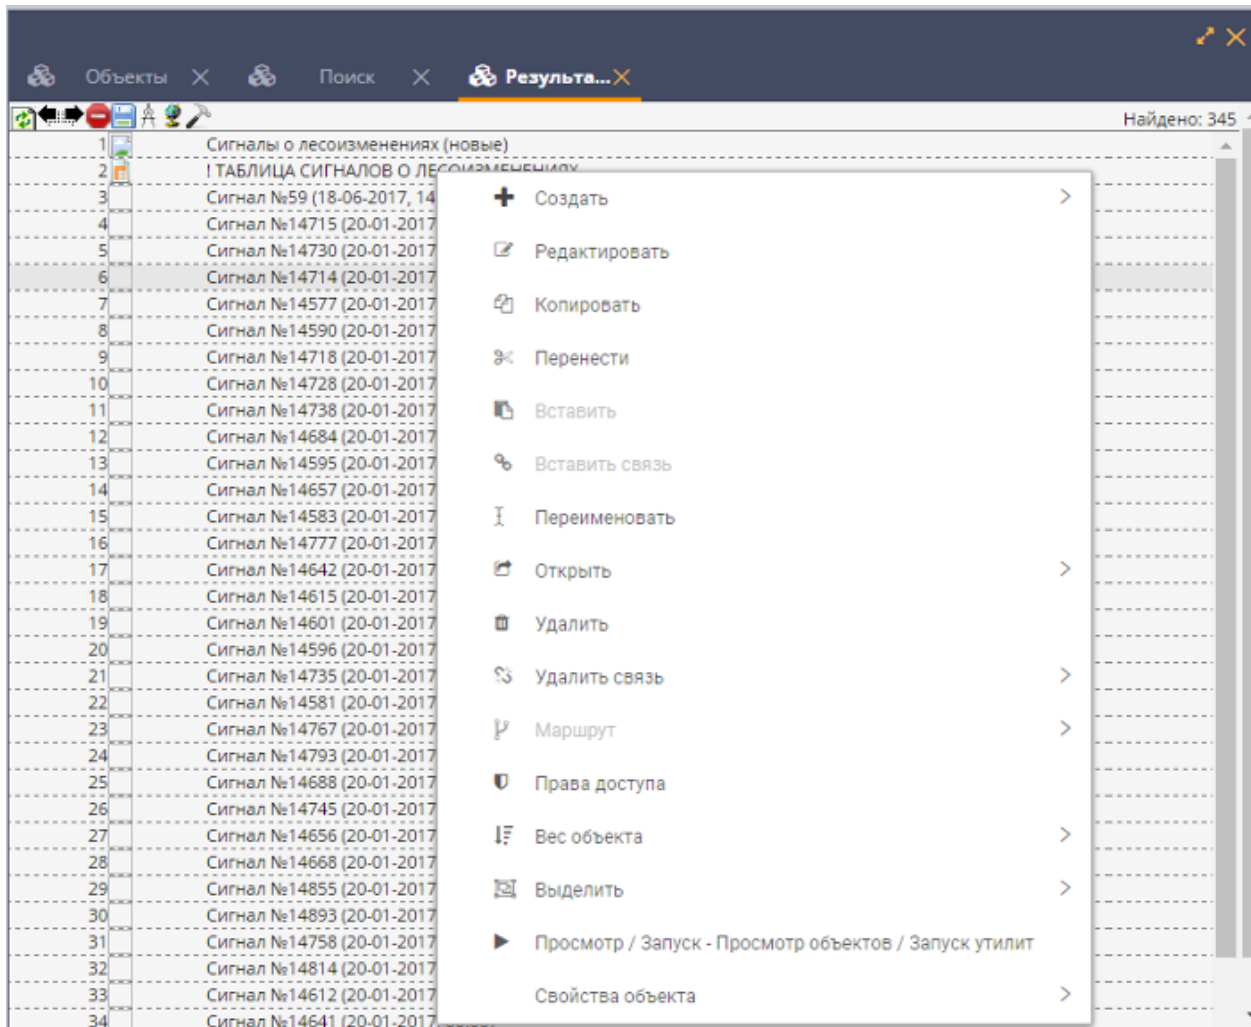 Объекты
Поиск
Результа...
Найдено: 345
1 Сигналы о лесоизменениях (новые)
2 ! ТАБЛИЦА СИГНАЛОВ О ЛЕСОИЗМЕНЕНИЯХ
3 Сигнал №59 (18-06-2017, 14
4 Сигнал №14715 (20-01-2017
5 Сигнал №14730 (20-01-2017
6 Сигнал №14714 (20-01-2017
7 Сигнал №14577 (20-01-2017
8 Сигнал №14590 (20-01-2017
9 Сигнал №14718 (20-01-2017
10 Сигнал №14728 (20-01-2017
11 Сигнал №14738 (20-01-2017
12 Сигнал №14684 (20-01-2017
13 Сигнал №14595 (20-01-2017
14 Сигнал №14657 (20-01-2017
15 Сигнал №14583 (20-01-2017
16 Сигнал №14777 (20-01-2017
17 Сигнал №14642 (20-01-2017
18 Сигнал №14615 (20-01-2017
19 Сигнал №14601 (20-01-2017
20 Сигнал №14596 (20-01-2017
21 Сигнал №14735 (20-01-2017
22 Сигнал №14581 (20-01-2017
23 Сигнал №14767 (20-01-2017
24 Сигнал №14793 (20-01-2017
25 Сигнал №14688 (20-01-2017
26 Сигнал №14745 (20-01-2017
27 Сигнал №14656 (20-01-2017
28 Сигнал №14668 (20-01-2017
29 Сигнал №14855 (20-01-2017
30 Сигнал №14893 (20-01-2017
31 Сигнал №14758 (20-01-2017
32 Сигнал №14814 (20-01-2017
33 Сигнал №14612 (20-01-2017
34 Сигнал №14641 (20-01-2017,
Создать
Редактировать
Копировать
Перенести
Вставить
Вставить связь
Переименовать
Открыть
Удалить
Удалить связь
Маршрут
Права доступа
Вес объекта
Выделить
Просмотр / Запуск - Просмотр объектов / Запуск утилит
Свойства объекта